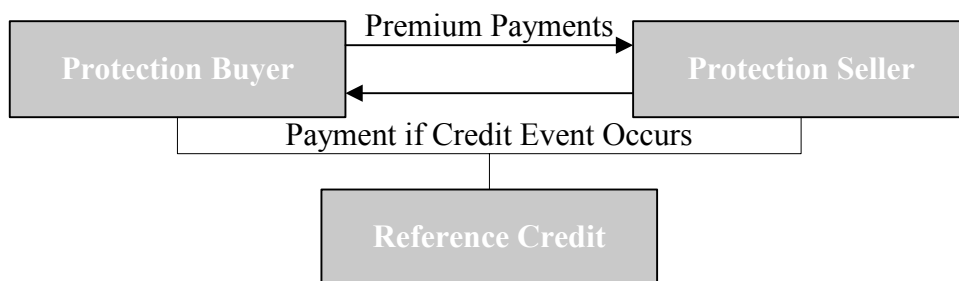 Premium Payments
Protection Buyer
Protection Seller
Payment if Credit Event Occurs
Reference Credit